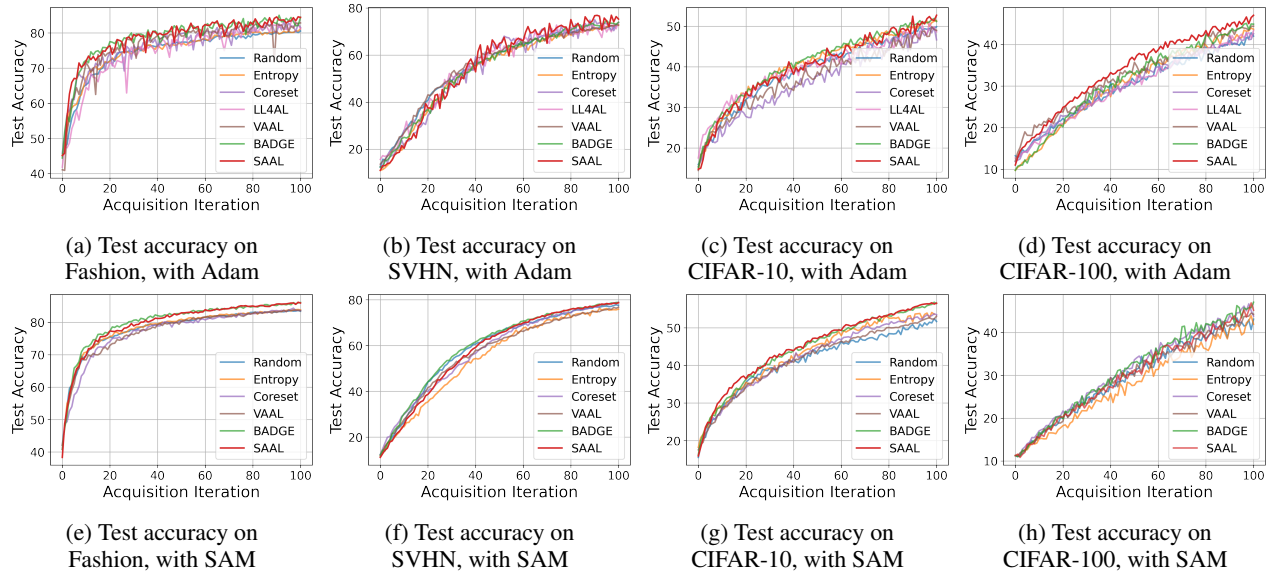 Test Accuracy
80
70
60
50
40
0 20 40 60 80 100
Acquisition Iteration
Random
Entropy
Coreset
LL4AL
VAAL
BADGE
SAAL
(a) Test accuracy on
Fashion, with Adam
Test Accuracy
80
60
40
20
0 20 40 60 80 100
Acquisition Iteration
Random
Entropy
Coreset
LL4AL
VAAL
BADGE
SAAL
(b) Test accuracy on
SVHN, with Adam
Test Accuracy
50
40
30
20
0 20 40 60 80 100
Acquisition Iteration
Random
Entropy
Coreset
LL4AL
VAAL
BADGE
SAAL
(c) Test accuracy on
CIFAR-10, with Adam
Test Accuracy
40
30
20
10
0 20 40 60 80 100
Acquisition Iteration
Random
Entropy
Coreset
LL4AL
VAAL
BADGE
SAAL
(d) Test accuracy on
CIFAR-100, with Adam
Test Accuracy
80
70
60
50
40
0 20 40 60 80 100
Acquisition Iteration
Random
Entropy
Coreset
VAAL
BADGE
SAAL
(e) Test accuracy on
Fashion, with SAM
Test Accuracy
80
60
40
20
0 20 40 60 80 100
Acquisition Iteration
Random
Entropy
Coreset
VAAL
BADGE
SAAL
(f) Test accuracy on
SVHN, with SAM
Test Accuracy
50
40
30
20
0 20 40 60 80 100
Acquisition Iteration
Random
Entropy
Coreset
VAAL
BADGE
SAAL
(g) Test accuracy on
CIFAR-10, with SAM
Test Accuracy
40
30
20
10
0 20 40 60 80 100
Acquisition Iteration
Random
Entropy
Coreset
VAAL
BADGE
SAAL
(h) Test accuracy on
CIFAR-100, with SAM